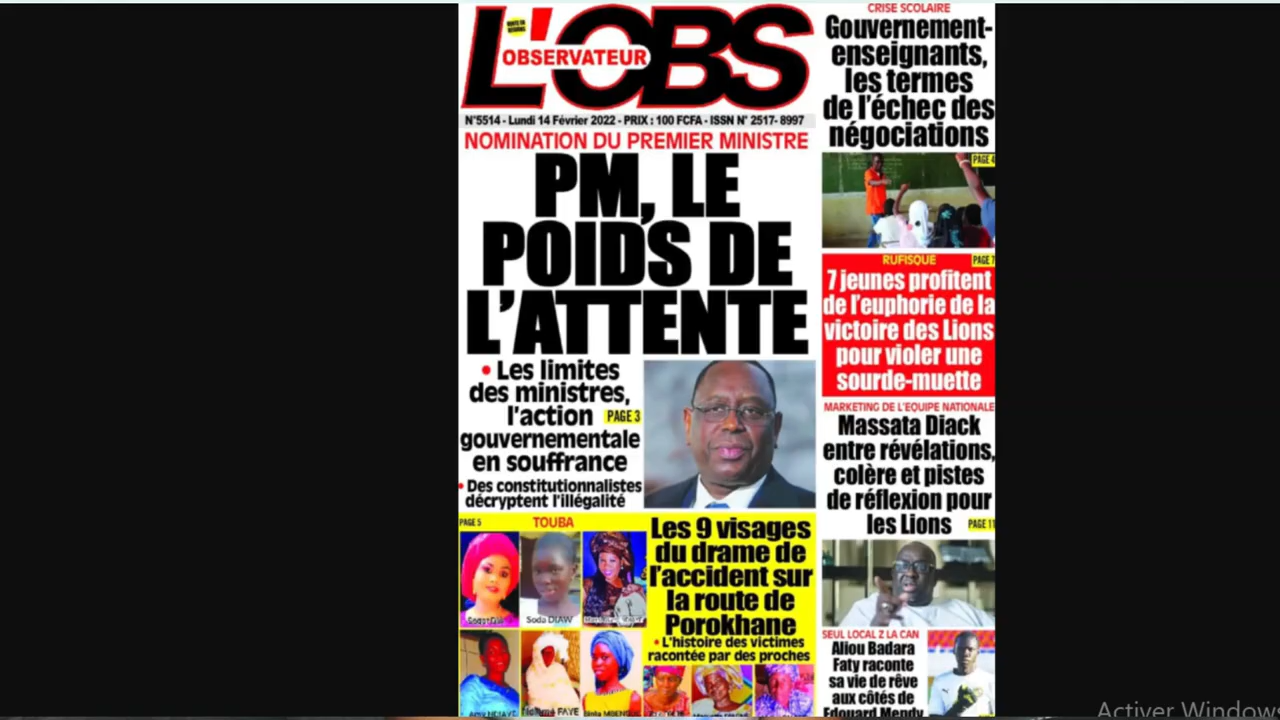 L'OBS
OBSERVATEUR
N°5514 - Lundi 14 Février 2022 - PRIX : 100 FCFA - ISSN N° 2517- 8997
NOMINATION DU PREMIER MINISTRE
PM, LE
POIDS DE
L'ATTENTE
• Les limites
des ministres,
l'action PAGE 3
gouvernementale
en souffrance
• Des constitutionnalistes
décryptent l'illégalité
PAGE 5
TOUBA
Les 9 visages
du drame de
l'accident sur
la route de
Porokhane
• L'histoire des victimes
racontée par des proches
Soda DIAW
FAYE
CRISE SCOLAIRE
Gouvernement-
enseignants,
les termes
de l'échec des
négociations
PAGE 4
RUFISQUE
PAGE 7
7 jeunes profitent
de l'euphorie de la
victoire des Lions
pour violer une
sourde-muette
MARKETING DE L'EQUIPE NATIONALE
Massata Diack
entre révélations,
colère et pistes
de réflexion pour
les Lions PAGE 11
SEUL LOCAL Z LA CAN
Aliou Badara
Faty raconte
sa vie de rêve
aux côtés de
Edouard Mendy
Activer Windows